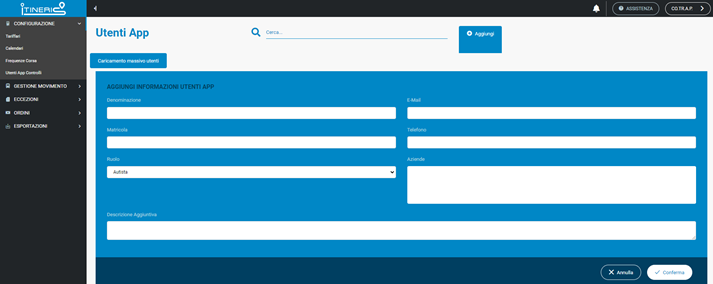 ITINERIC
CONFIGURAZIONE
Tariffari
Calendari
Frequenze Corse
Utenti App Controlli
GESTIONE MOVIMENTO
ECCEZIONI
ORDINI
ESPORTAZIONI
ASSISTENZA
CO.TR.A.P.
Utenti App
Cerca...
Aggiungi
Caricamento massivo utenti
AGGIUNGI INFORMAZIONI UTENTI APP
Denominazione
E-Mail
Matricola
Telefono
Ruolo
Autista
Aziende
Descrizione Aggiuntiva
Annulla
Conferma